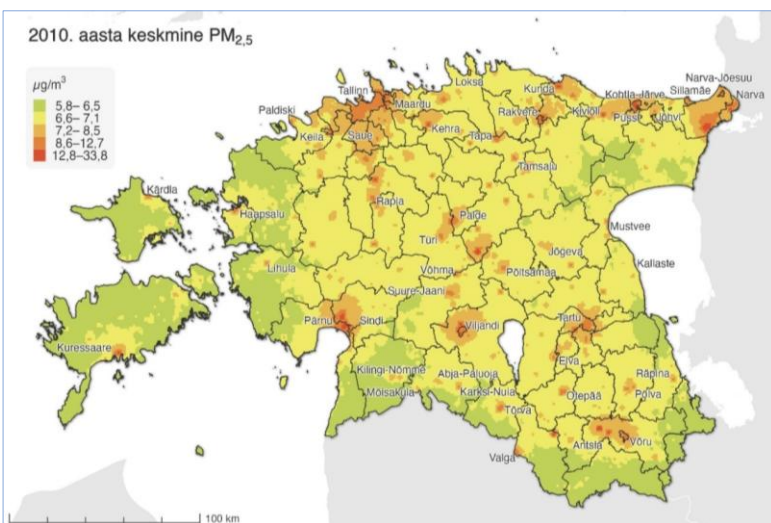 2010. aasta keskmine PM2,5
µg/m³
5,8– 6,5
6,6– 7,1
7,2– 8,5
8,6–12,7
12,8–33,8
Narva-Jõesuu
Loksa
Tallinn
Kunda
Sillamäe
Kohtla-Järve
Narva
Maardu
Paldiski
Rakvere
Kiviõli
Püssi
Jõhvi
Keila
Saue
Kehra
Tapa
Tamsalu
Kärdla
Rapla
Haapsalu
Paide
Mustvee
Türi
Jõgeva
Kallaste
Lihula
Võhma
Põltsamaa
Suure-Jaani
Pärnu
Sindi
Viljandi
Tartu
Kuressaare
Elva
Kilingi-Nõmme
Abja-Paluoja
Räpina
Mõisaküla
Karksi-Nuia
Otepää
Põlva
Tõrva
Antsla
Võru
Valga
100 km